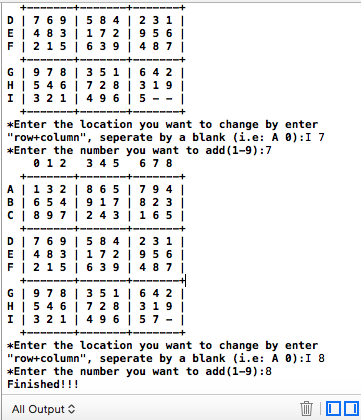 +-------+-------+-------+
D | 7 6 9 | 5 8 4 | 2 3 1 |
E | 4 8 3 | 1 7 2 | 9 5 6 |
F | 2 1 5 | 6 3 9 | 4 8 7 |
+-------+-------+-------+
G | 9 7 8 | 3 5 1 | 6 4 2 |
H | 5 4 6 | 7 2 8 | 3 1 9 |
I | 3 2 1 | 4 9 6 | 5 - - |
+-------+-------+-------+
*Enter the location you want to change by enter
"row+column", seperate by a blank (i.e: A 0):I 7
*Enter the number you want to add(1-9):7
0 1 2 3 4 5 6 7 8
A | 1 3 2 | 8 6 5 | 7 9 4 |
B | 6 5 4 | 9 1 7 | 8 2 3 |
C | 8 9 7 | 2 4 3 | 1 6 5 |
+-------+-------+-------+
D | 7 6 9 | 5 8 4 | 2 3 1 |
E | 4 8 3 | 1 7 2 | 9 5 6 |
F | 2 1 5 | 6 3 9 | 4 8 7 |
+-------+-------+-------+
G | 9 7 8 | 3 5 1 | 6 4 2 |
H | 5 4 6 | 7 2 8 | 3 1 9 |
I | 3 2 1 | 4 9 6 | 5 7 - |
+-------+-------+-------+
*Enter the location you want to change by enter
"row+column", seperate by a blank (i.e: A 0):I 8
*Enter the number you want to add(1-9):8
Finished!!!
All Output